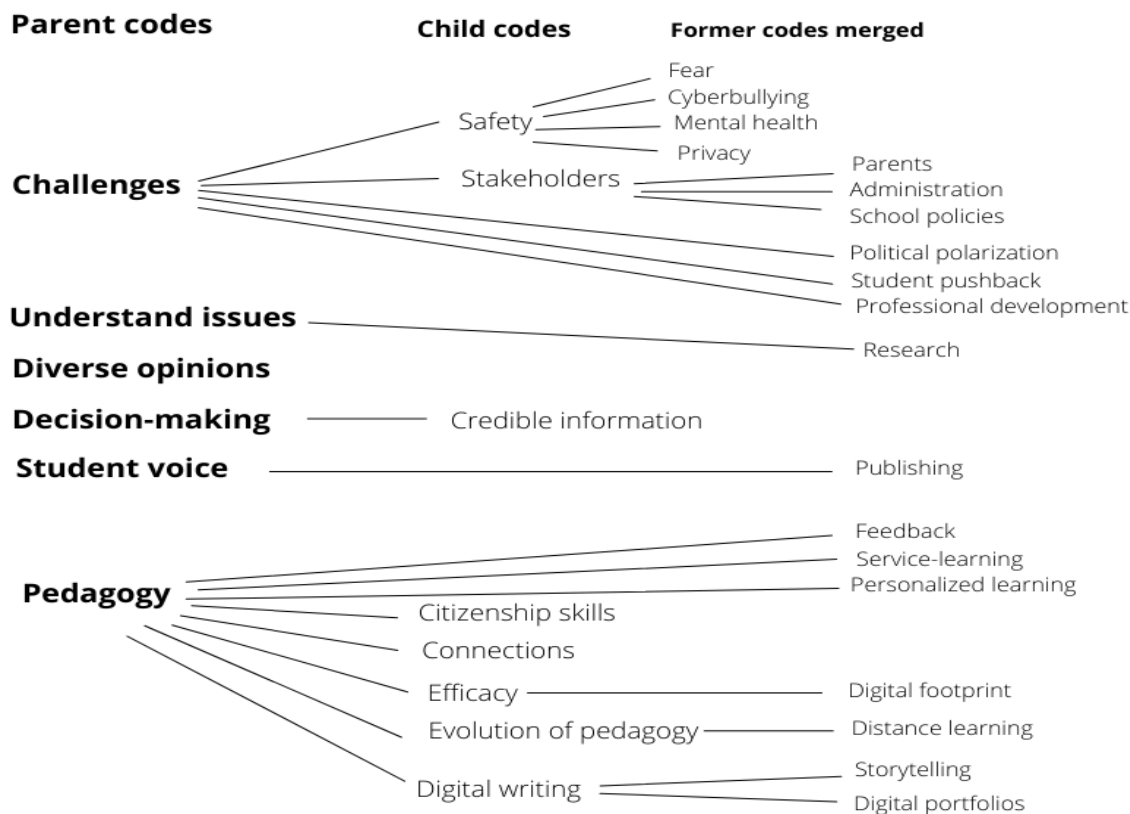 Parent codes
Child codes
Former codes merged
Fear
Cyberbullying
Safety
Mental health
Privacy
Challenges
Stakeholders
Parents
Administration
School policies
Political polarization
Student pushback
Professional development
Understand issues
Research
Diverse opinions
Decision-making
Credible information
Student voice
Publishing
Feedback
Service-learning
Pedagogy
Personalized learning
Citizenship skills
Connections
Efficacy
Digital footprint
Evolution of pedagogy
Distance learning
Storytelling
Digital writing
Digital portfolios